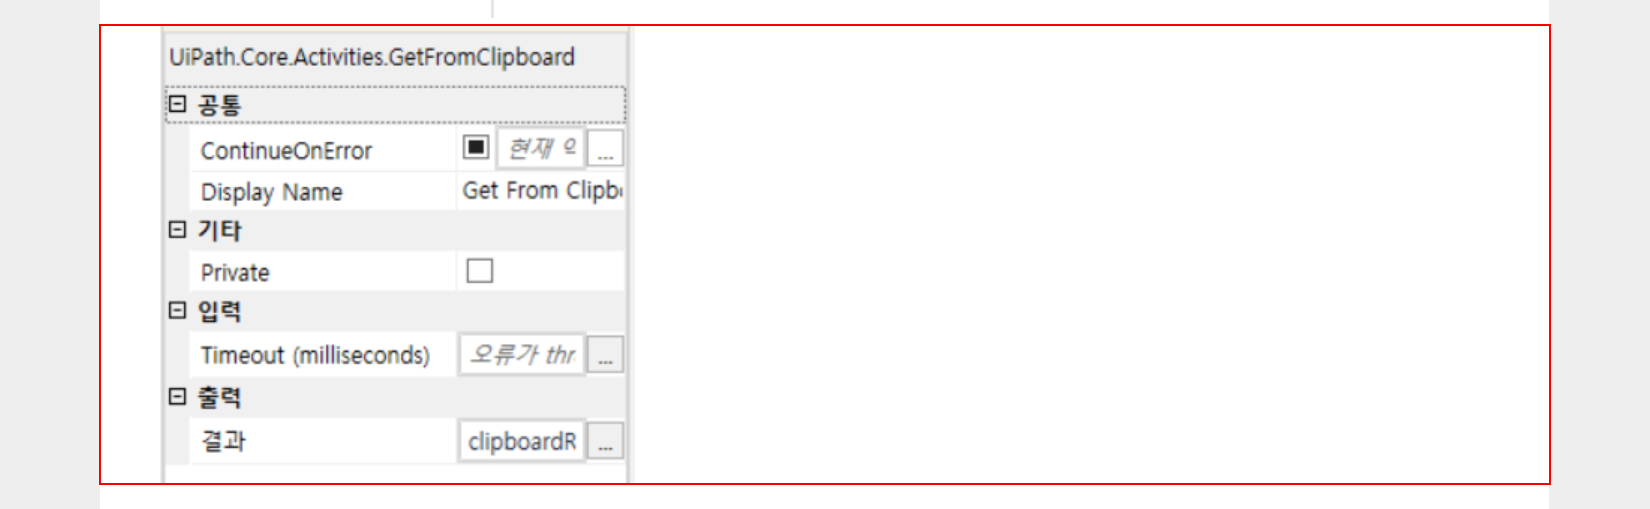 UiPath.Core.Activities.GetFromClipboard
공통
ContinueOnError 현재 ...
Display Name Get From Clipb
기타
Private
입력
Timeout (milliseconds) 오류가 thr ...
출력
결과 clipboardR ...